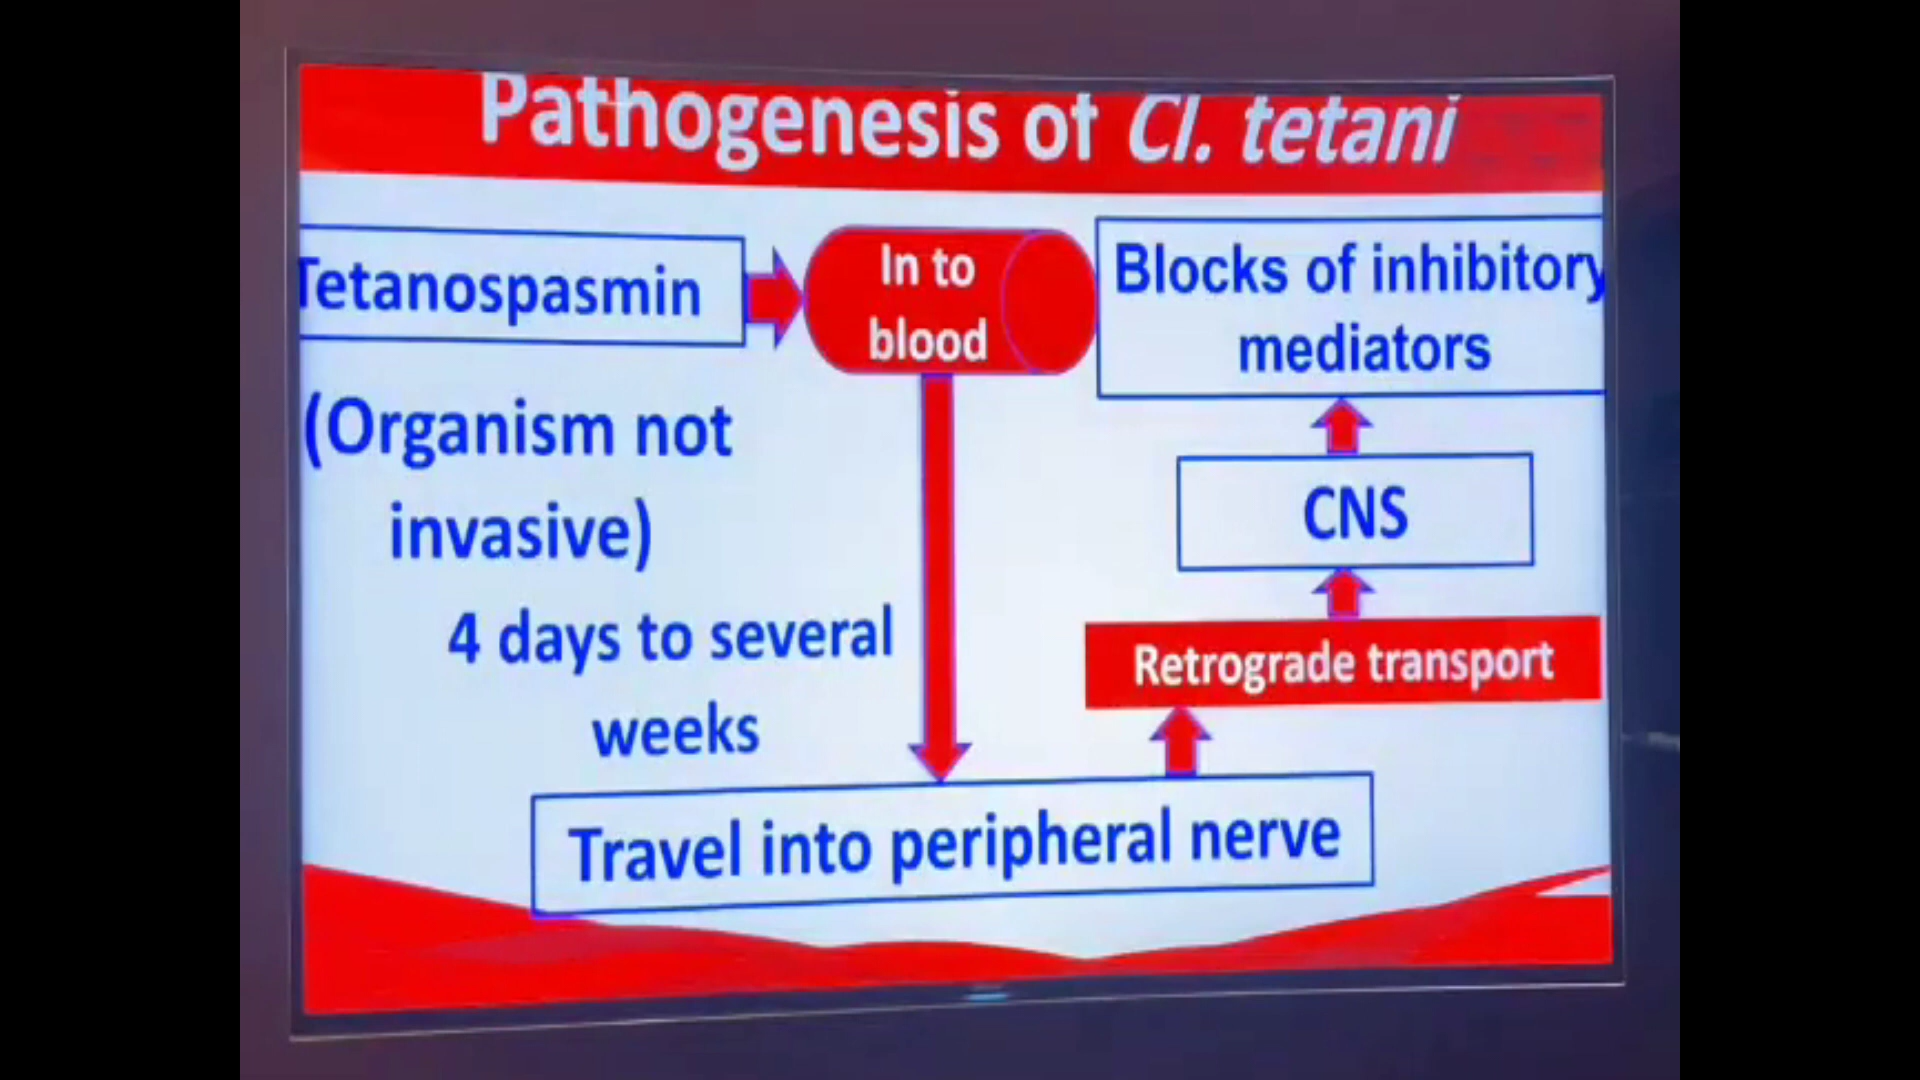 Pathogenesis of Cl. tetani
Tetanospasmin
In to
blood
Blocks of inhibitory
mediators
(Organism not
invasive)
CNS
4 days to several
weeks
Retrograde transport
Travel into peripheral nerve